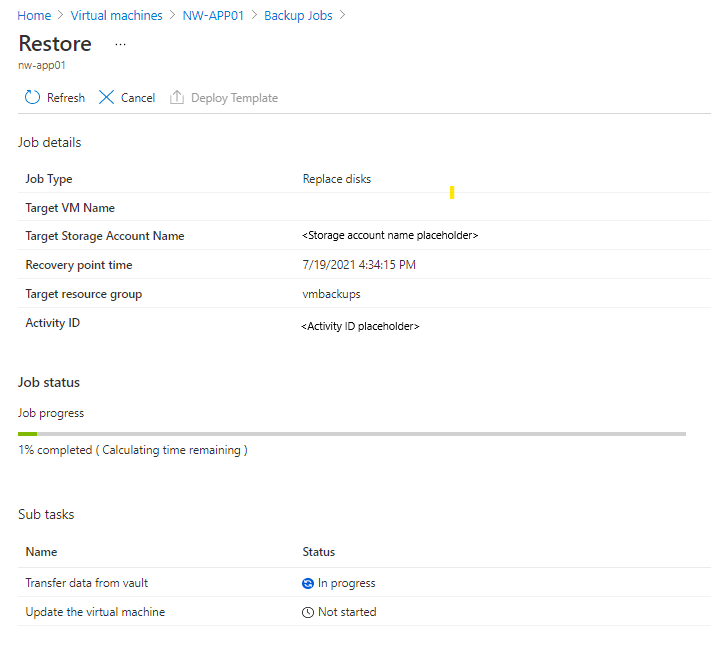 Home > Virtual machines > NW-APP01 > Backup Jobs >
Restore ...
nw-app01
Refresh Cancel Deploy Template
Job details
Job Type Replace disks
Target VM Name
Target Storage Account Name <Storage account name placeholder>
Recovery point time 7/19/2021 4:34:15 PM
Target resource group vmbackups
Activity ID <Activity ID placeholder>
Job status
Job progress
1% completed ( Calculating time remaining )
Sub tasks
Name Status
Transfer data from vault In progress
Update the virtual machine Not started